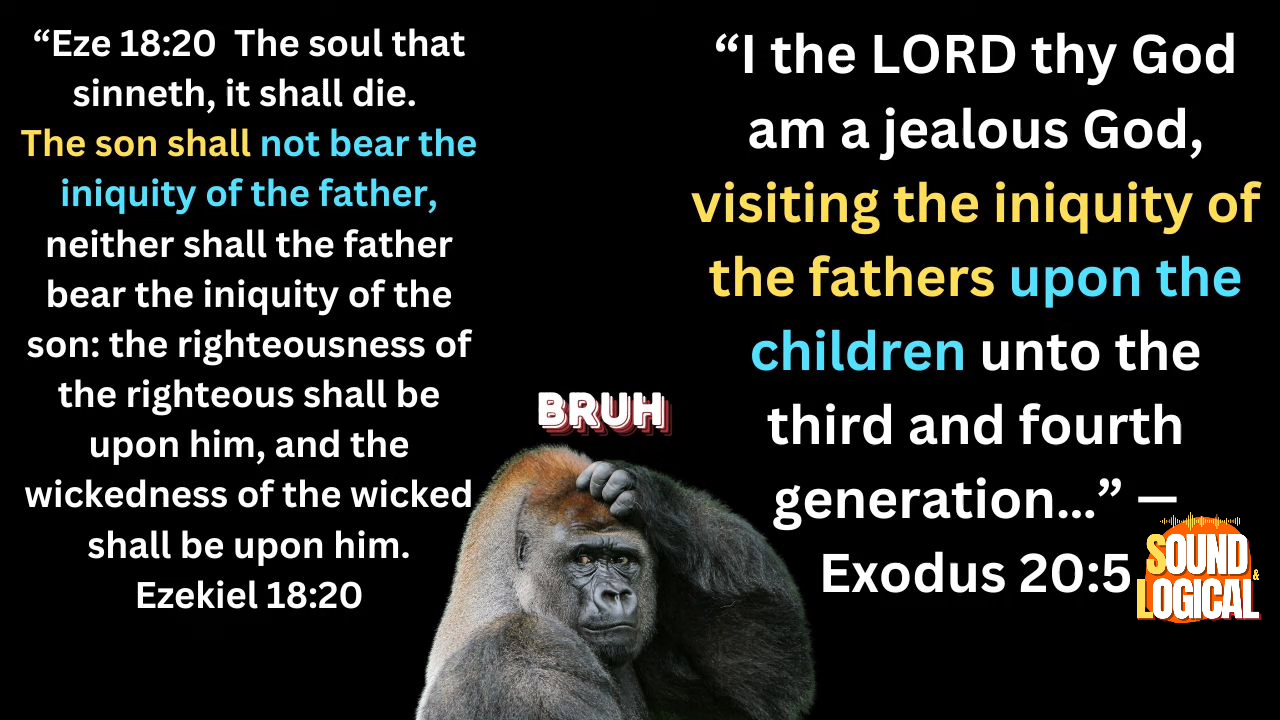 “Eze 18:20  The soul that
sinneth, it shall die.
The son shall not bear the
iniquity of the father,
neither shall the father
bear the iniquity of the
son: the righteousness of
the righteous shall be
upon him, and the
wickedness of the wicked
shall be upon him.
Ezekiel 18:20
BRUH
“I the LORD thy God
am a jealous God,
visiting the iniquity of
the fathers upon the
children unto the
third and fourth
generation...” —
Exodus 20:5
SOUND
&
LOGICAL